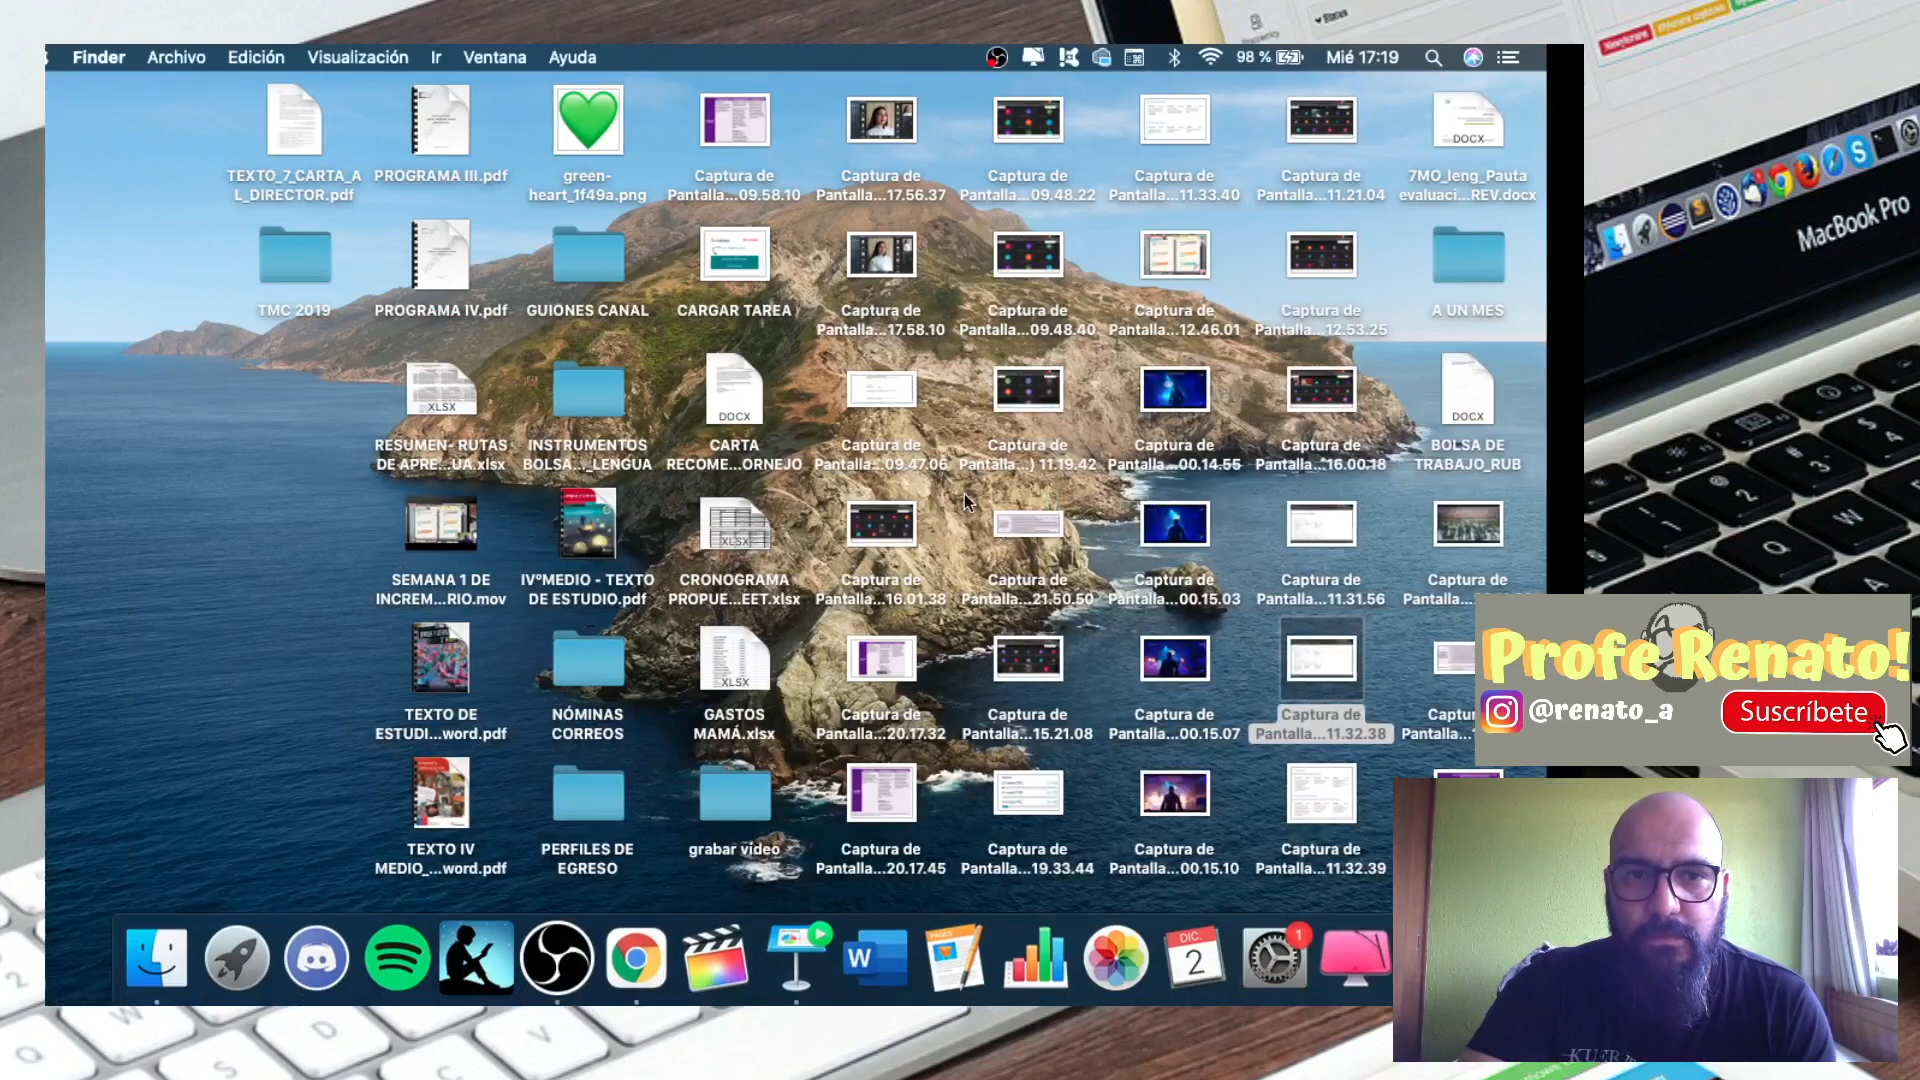 Finder Archivo Edición Visualización Ir Ventana Ayuda 98 % Mié 17:19
TEXTO_7_CARTA_A
L_DIRECTOR.pdf
PROGRAMA III.pdf
green-
heart_1f49a.png
Captura de
Pantalla...09.58.10
Captura de
Pantalla...17.56.37
Captura de
Pantalla...09.48.22
Captura de
Pantalla...11.33.40
Captura de
Pantalla...11.21.04
DOCX
7MO_leng_Pauta
evaluaci...REV.docx
TMC 2019
PROGRAMA IV.pdf
GUIONES CANAL
CARGAR TAREA
Captura de
Pantalla...17.58.10
Captura de
Pantalla...09.48.40
Captura de
Pantalla...12.46.01
Captura de
Pantalla...12.53.25
A UN MES
XLSX
RESUMEN- RUTAS
DE APRE...UA.xlsx
INSTRUMENTOS
BOLSA..._LENGUA
DOCX
CARTA
RECOME...ORNEJO
Captura de
Pantalla...09.47.06
Captura de
Pantalla...) 11.19.42
Captura de
Pantalla...00.14.55
Captura de
Pantalla...16.00.18
DOCX
BOLSA DE
TRABAJO_RUB
SEMANA 1 DE
INCREM...RIO.mov
IVºMEDIO - TEXTO
DE ESTUDIO.pdf
XLSX
CRONOGRAMA
PROPUE...EET.xlsx
Captura de
Pantalla...16.01.38
Captura de
Pantalla...21.50.50
Captura de
Pantalla...00.15.03
Captura de
Pantalla...11.31.56
Captura de
TEXTO DE
ESTUDI...word.pdf
NÓMINAS
CORREOS
XLSX
GASTOS
MAMÁ.xlsx
Captura de
Pantalla...20.17.32
Captura de
Pantalla...15.21.08
Captura de
Pantalla...00.15.07
Captura de
Pantalla...11.32.38
TEXTO IV
MEDIO_...word.pdf
PERFILES DE
EGRESO
grabar video
Captura de
Pantalla...20.17.45
Captura de
Pantalla...19.33.44
Captura de
Pantalla...00.15.10
Captura de
Pantalla...11.32.39
Profe Renato!
@renato_a
Suscríbete
W
PAGES
DIC.
2
1
MacBook Pro